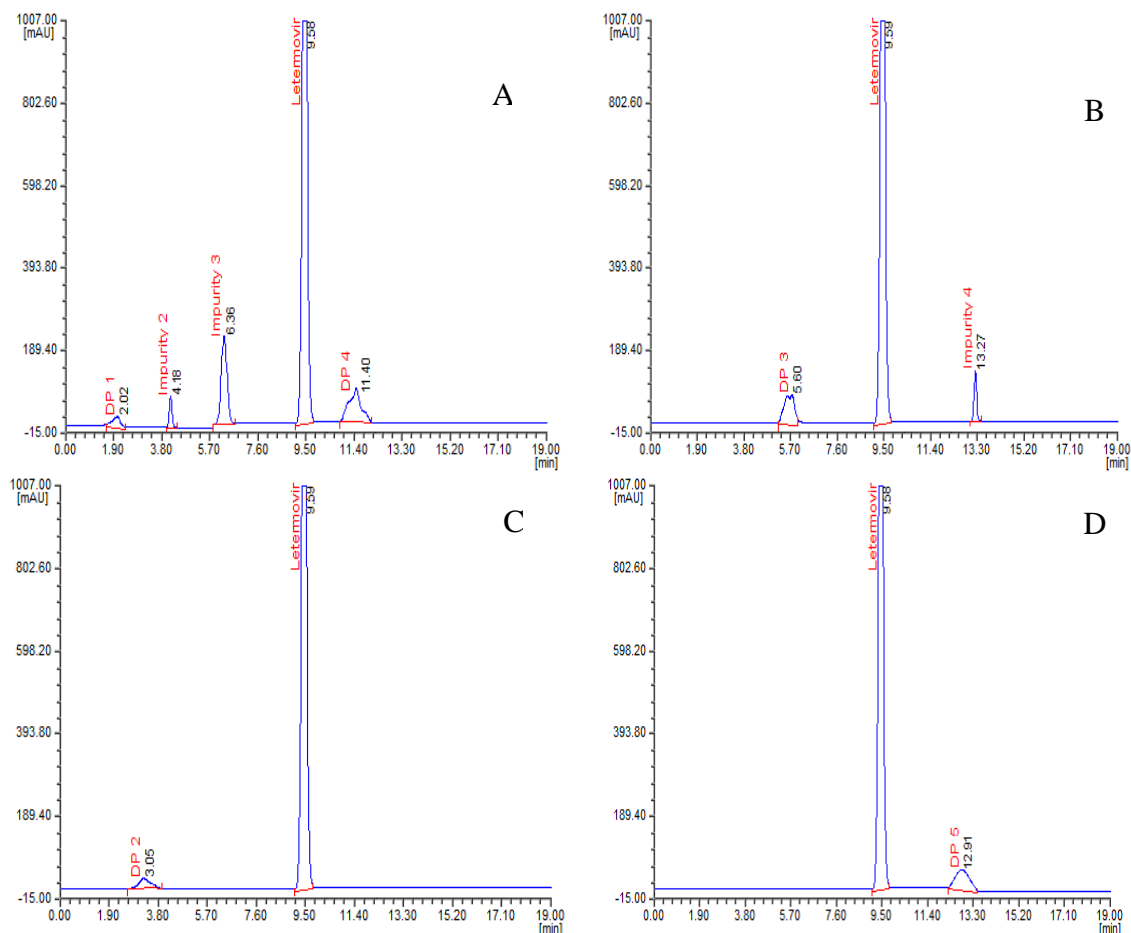 1007.00
[mAU]
802.60
598.20
393.80
189.40
-15.00
0.00 1.90 3.80 5.70 7.60 9.50 11.40 13.30 15.20 17.10 19.00
[min]
DP 1
2.02
Impurity 2
4.18
Impurity 3
6.36
Letermovir
9.58
DP 4
11.40
A
1007.00
[mAU]
802.60
598.20
393.80
189.40
-15.00
0.00 1.90 3.80 5.70 7.60 9.50 11.40 13.30 15.20 17.10 19.00
[min]
DP 3
5.60
Letermovir
9.59
Impurity 4
13.27
B
1007.00
[mAU]
802.60
598.20
393.80
189.40
-15.00
0.00 1.90 3.80 5.70 7.60 9.50 11.40 13.30 15.20 17.10 19.00
[min]
DP 2
3.05
Letermovir
9.59
C
1007.00
[mAU]
802.60
598.20
393.80
189.40
-15.00
0.00 1.90 3.80 5.70 7.60 9.50 11.40 13.30 15.20 17.10 19.00
[min]
Letermovir
9.58
DP 5
12.91
D